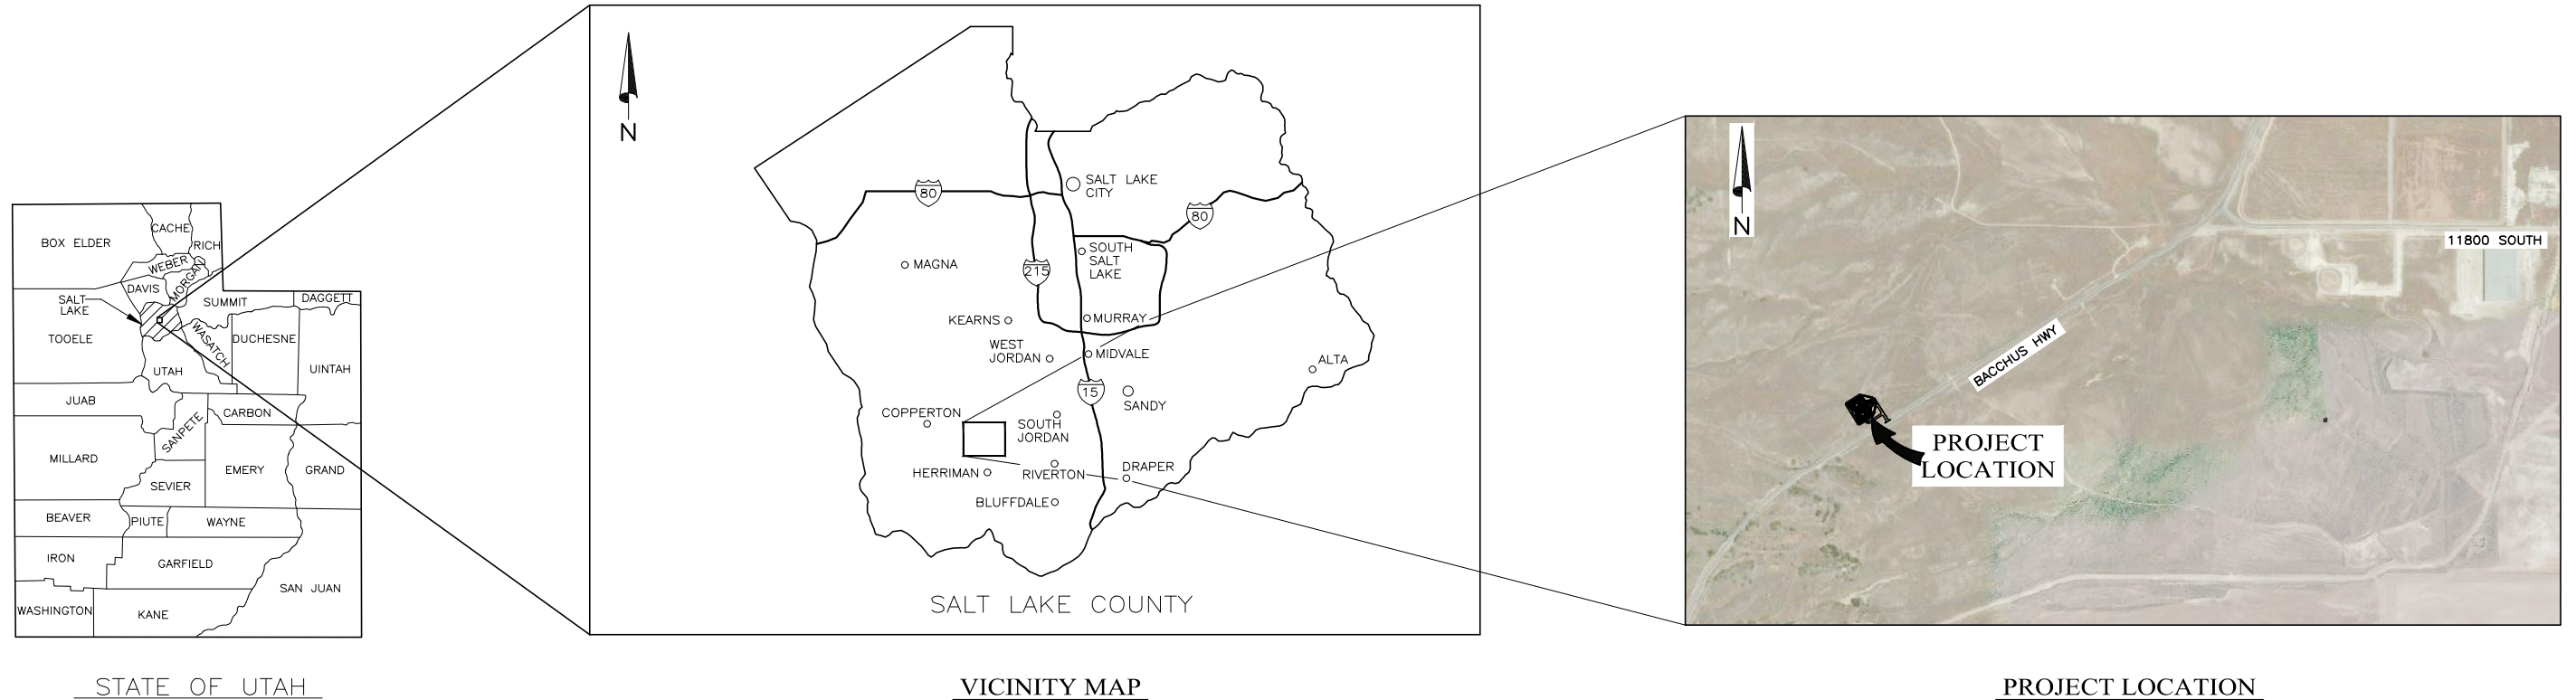 BOX ELDER
CACHE
RICH
WEBER
MORGAN
DAVIS
SALT
LAKE
SUMMIT
DAGGETT
TOOELE
WASATCH
DUCHESNE
UTAH
UINTAH
JUAB
SANPETE
CARBON
MILLARD
EMERY
GRAND
SEVIER
BEAVER
PIUTE
WAYNE
IRON
GARFIELD
SAN JUAN
WASHINGTON
KANE
STATE OF UTAH
N
80
SALT LAKE
CITY
80
SOUTH
SALT
LAKE
MAGNA
215
KEARNS
MURRAY
WEST
JORDAN
MIDVALE
ALTA
15
SANDY
COPPERTON
SOUTH
JORDAN
HERRIMAN
RIVERTON
DRAPER
BLUFFDALE
SALT LAKE COUNTY
VICINITY MAP
N
11800 SOUTH
BACCHUS HWY
PROJECT
LOCATION
PROJECT LOCATION